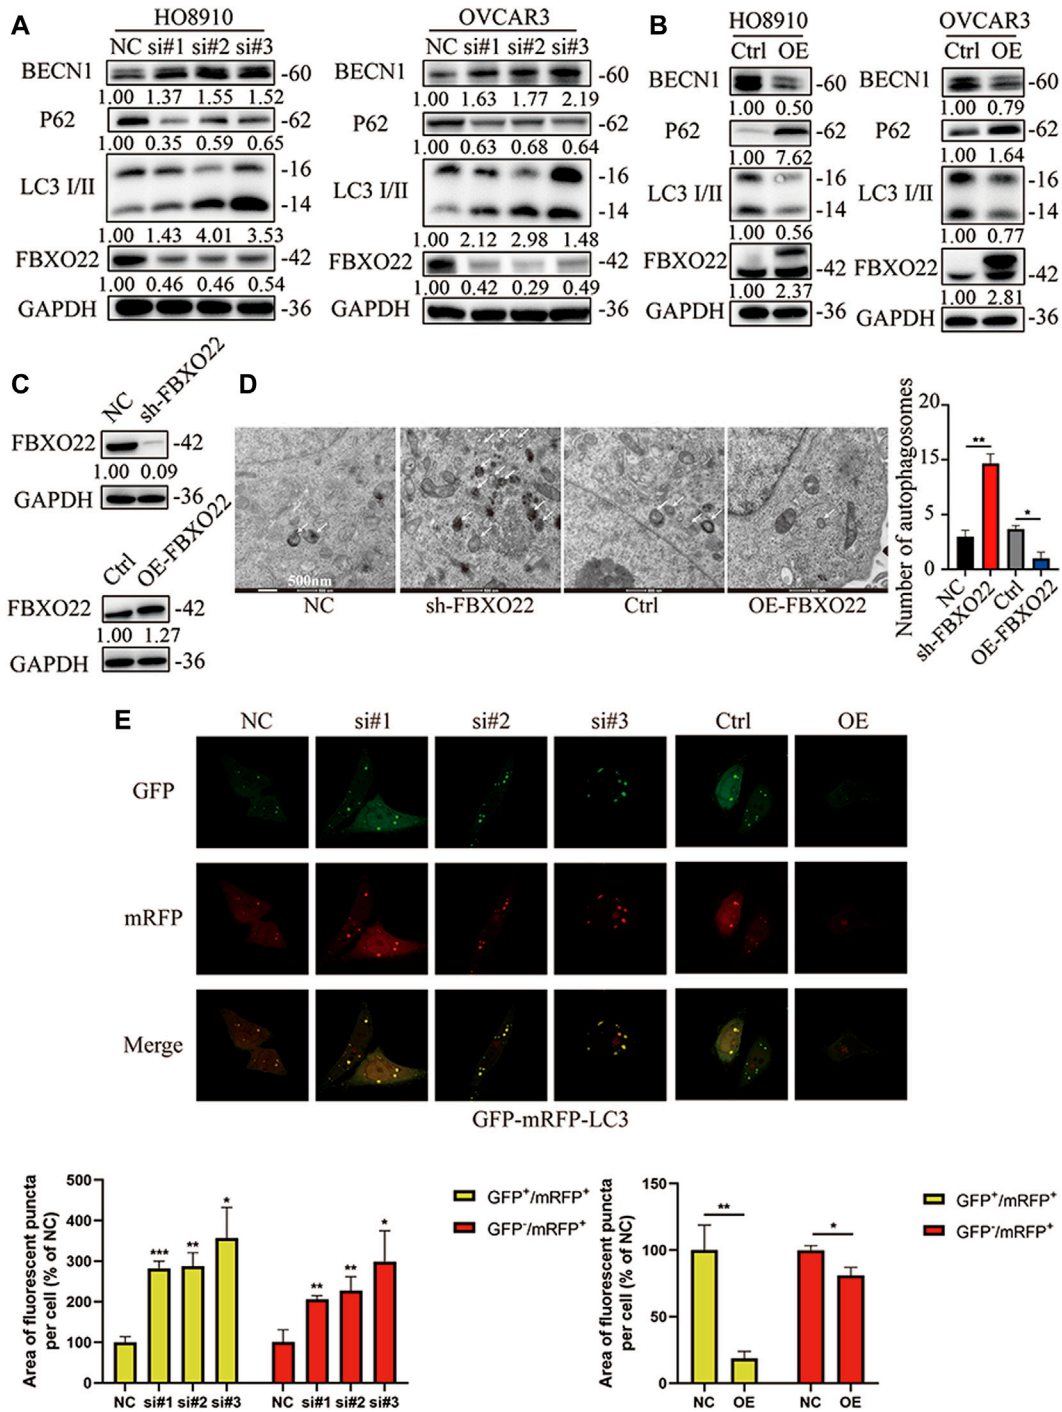 A
HO8910
NC si#1 si#2 si#3
BECN1 -60
1.00 1.37 1.55 1.52
P62 -62
1.00 0.35 0.59 0.65
LC3 I/II -16
-14
1.00 1.43 4.01 3.53
FBXO22 -42
1.00 0.46 0.46 0.54
GAPDH -36
OVCAR3
NC si#1 si#2 si#3
BECN1 -60
1.00 1.63 1.77 2.19
P62 -62
1.00 0.63 0.68 0.64
LC3 I/II -16
-14
1.00 2.12 2.98 1.48
FBXO22 -42
1.00 0.42 0.29 0.49
GAPDH -36
B
HO8910
Ctrl OE
BECN1 -60
1.00 0.50
P62 -62
1.00 7.62
LC3 I/II -16
-14
1.00 0.56
FBXO22 -42
1.00 2.37
GAPDH -36
OVCAR3
Ctrl OE
BECN1 -60
1.00 0.79
P62 -62
1.00 1.64
LC3 I/II -16
-14
1.00 0.77
FBXO22 -42
1.00 2.81
GAPDH -36
C
NC sh-FBXO22
FBXO22 -42
1.00 0.09
GAPDH -36
Ctrl OE-FBXO22
FBXO22 -42
1.00 1.27
GAPDH -36
D
500nm
NC sh-FBXO22 Ctrl OE-FBXO22
Number of autophagosomes
20
15
5
0
** *
NC sh-FBXO22 Ctrl OE-FBXO22
E
NC si#1 si#2 si#3 Ctrl OE
GFP
mRFP
Merge
GFP-mRFP-LC3
Area of fluorescent puncta
per cell (% of NC)
500
400
300
200
100
0
*** ** * ** ** *
NC si#1 si#2 si#3 NC si#1 si#2 si#3
GFP⁺/mRFP⁺
GFP⁻/mRFP⁺
Area of fluorescent puncta
per cell (% of NC)
150
100
50
0
** *
NC OE NC OE
GFP⁺/mRFP⁺
GFP⁻/mRFP⁺